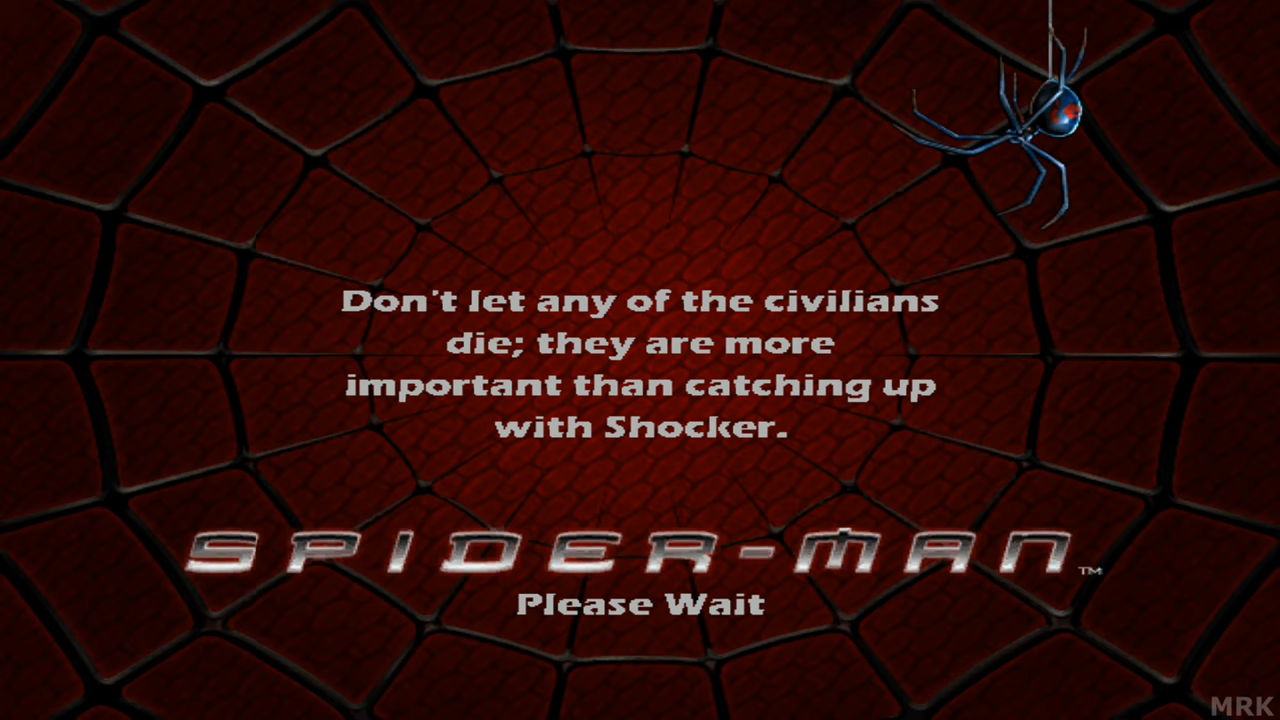 Don't let any of the civilians
die; they are more
important than catching up
with Shocker.
SPIDER-MAN™
Please Wait
MRK